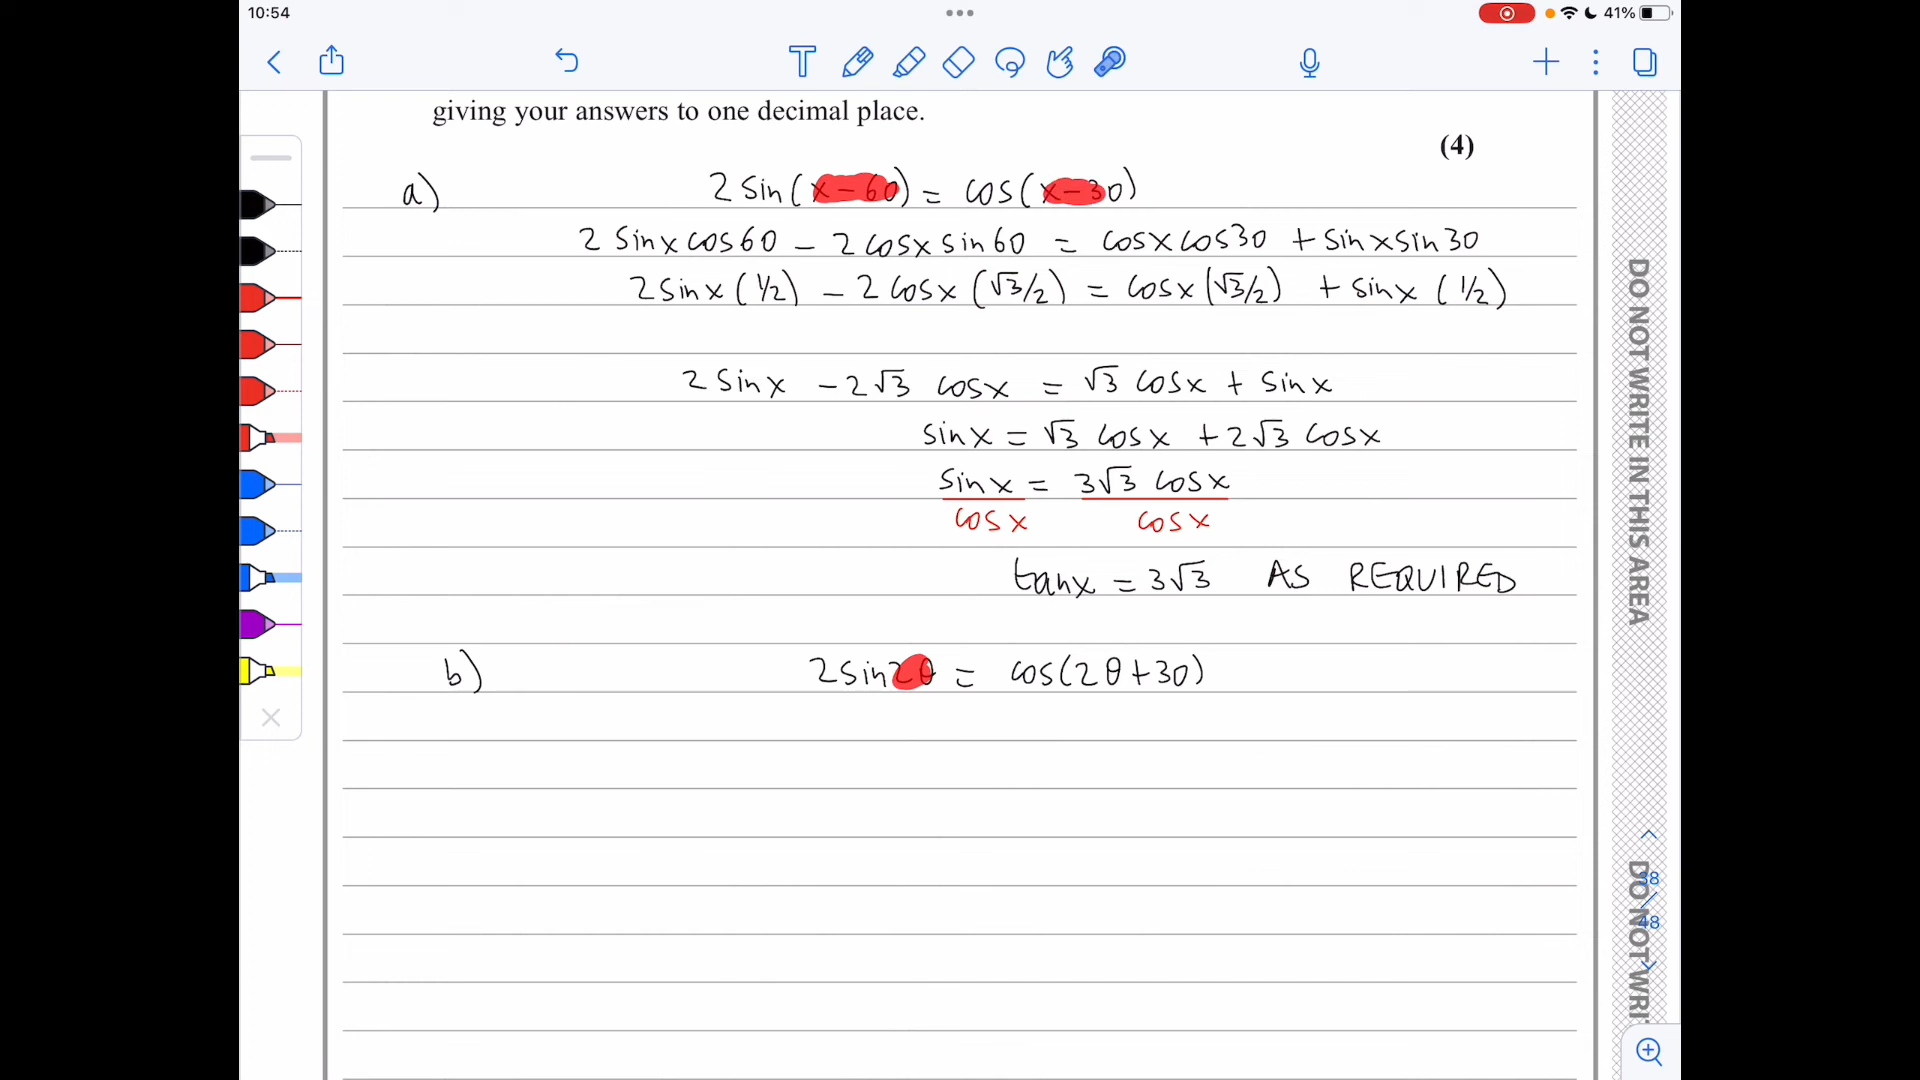 10:54
41%
T
giving your answers to one decimal place.
(4)
a) 2 sin(x-60) = cos(x-30)
2 sinx cos60 - 2 cosx sin60 = cosx cos30 + sinx sin30
2 sinx (1/2) - 2 cosx (√3/2) = cosx (√3/2) + sinx (1/2)
2 sinx - 2√3 cosx = √3 cosx + sinx
sinx = √3 cosx + 2√3 cosx
sinx = 3√3 cosx
cosx cosx
tanx = 3√3 AS REQUIRED
b) 2sin2θ = cos(2θ+30)
DO NOT WRITE IN THIS AREA
DO NOT WRI
38
48